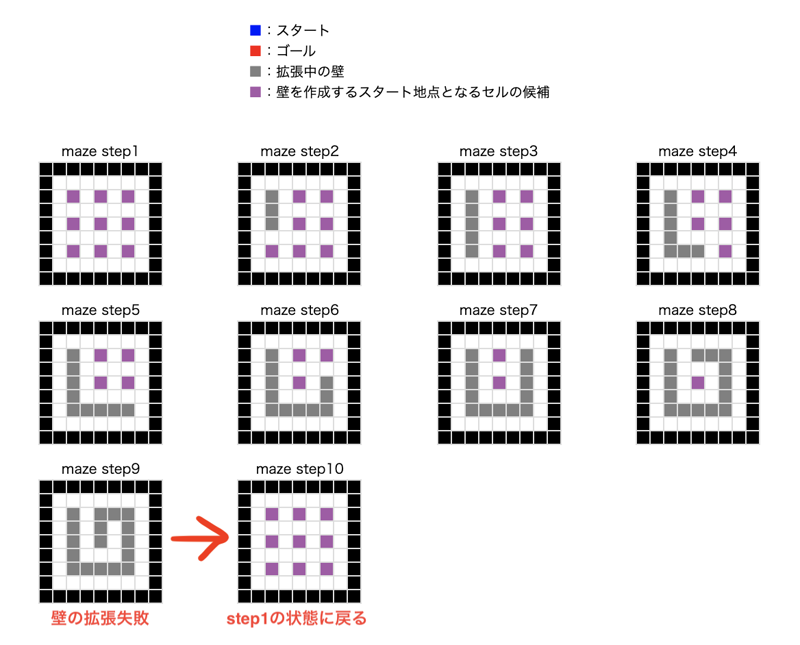 ：スタート
：ゴール
：拡張中の壁
：壁を作成するスタート地点となるセルの候補
maze step1
maze step2
maze step3
maze step4
maze step5
maze step6
maze step7
maze step8
maze step9
maze step10
壁の拡張失敗
step1の状態に戻る